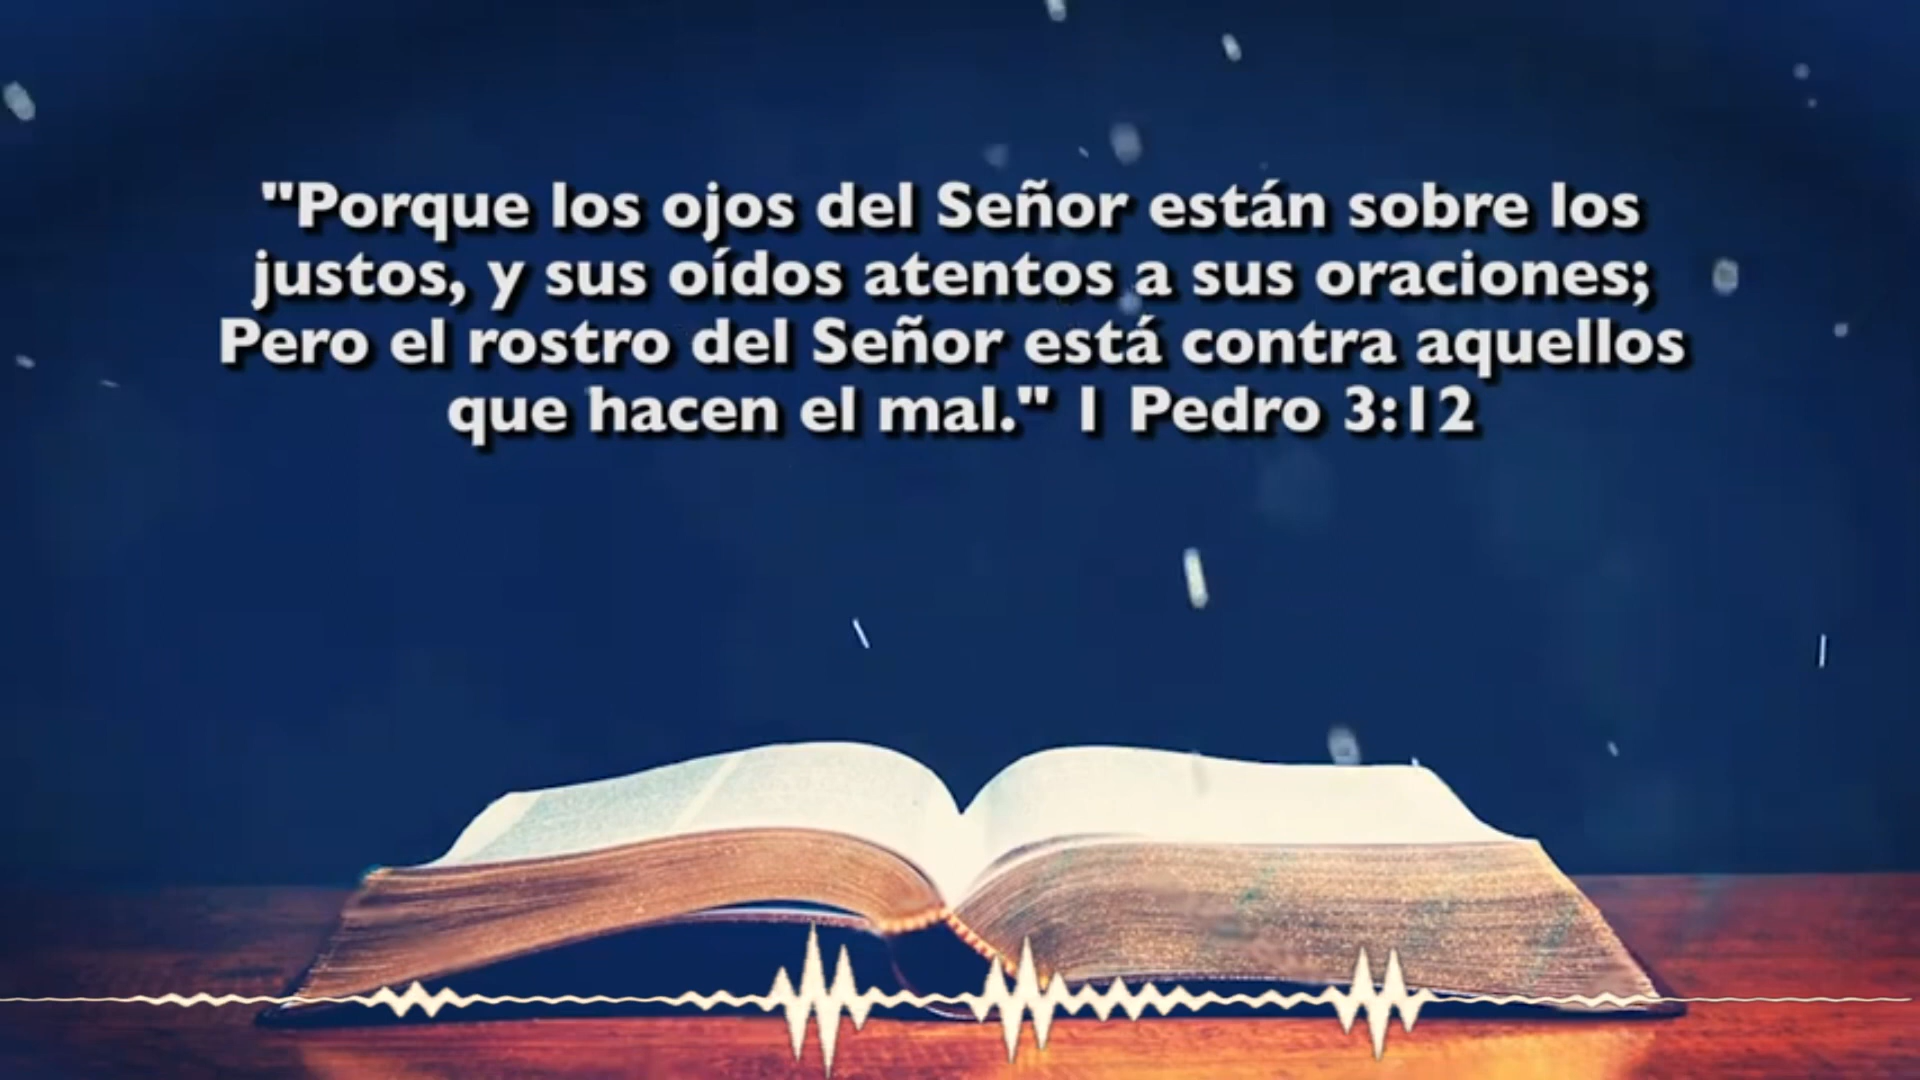 "Porque los ojos del Señor están sobre los
justos, y sus oídos atentos a sus oraciones;
Pero el rostro del Señor está contra aquellos
que hacen el mal." 1 Pedro 3:12